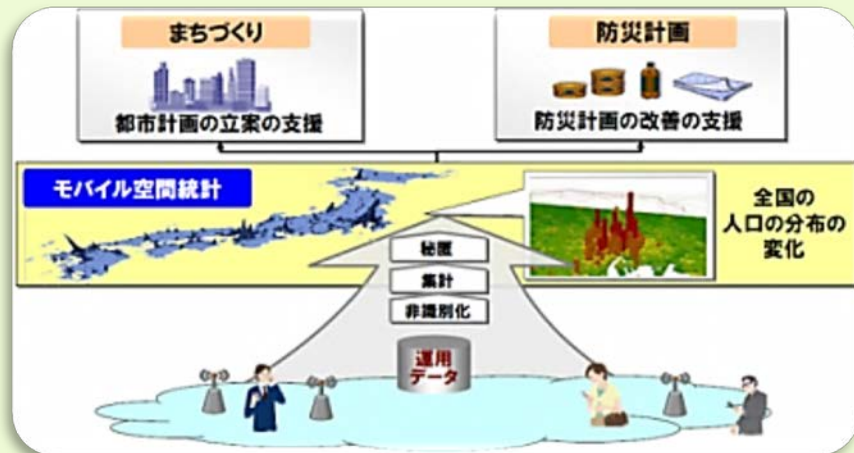 まちづくり
都市計画の立案の支援
防災計画
防災計画の改善の支援
モバイル空間統計
全国の
人口の分布の
変化
秘匿
集計
非識別化
運用
データ